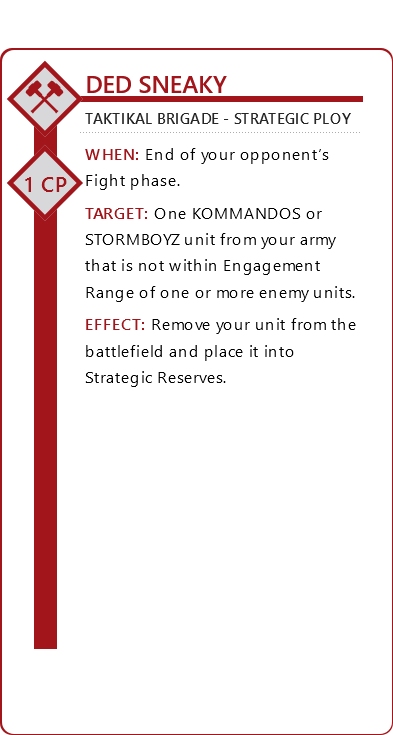 DED SNEAKY
TAKTIKAL BRIGADE - STRATEGIC PLOY
1 CP
WHEN: End of your opponent's
Fight phase.
TARGET: One KOMMANDOS or
STORMBOYZ unit from your army
that is not within Engagement
Range of one or more enemy units.
EFFECT: Remove your unit from the
battlefield and place it into
Strategic Reserves.